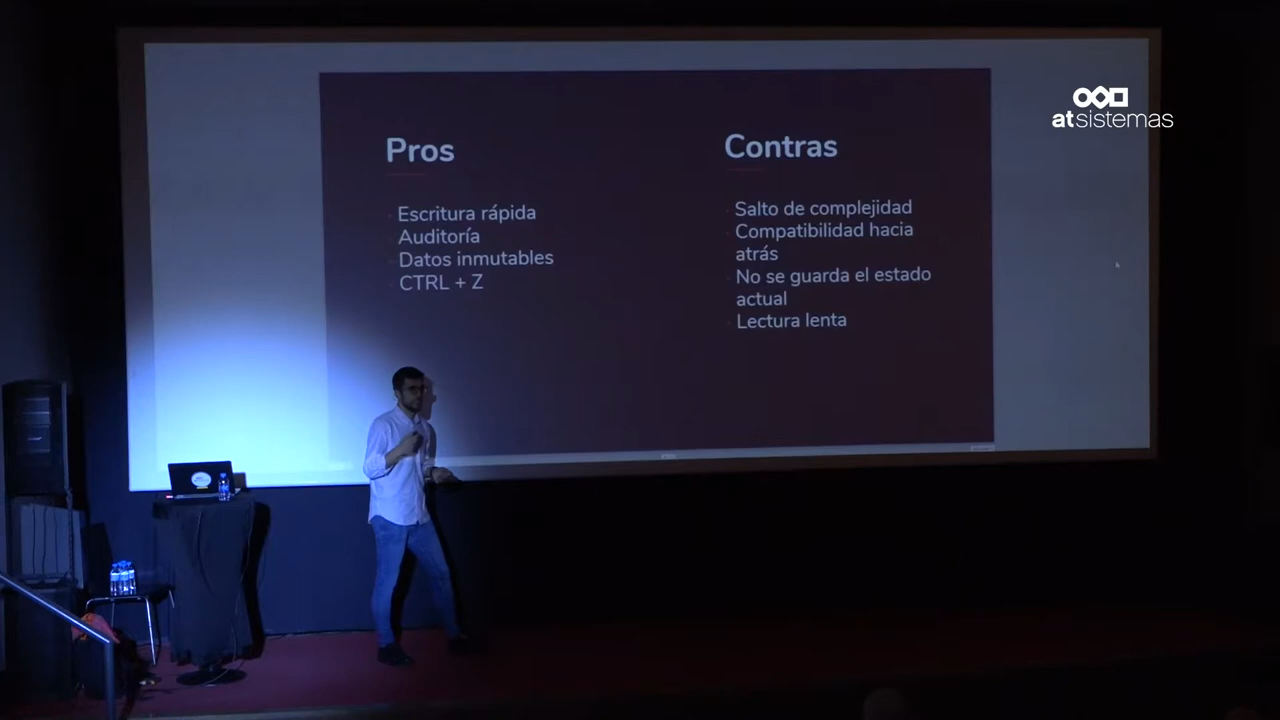 Pros
Escritura rápida
Auditoría
Datos inmutables
CTRL + Z
Contras
Salto de complejidad
Compatibilidad hacia
atrás
No se guarda el estado
actual
Lectura lenta
atsistemas